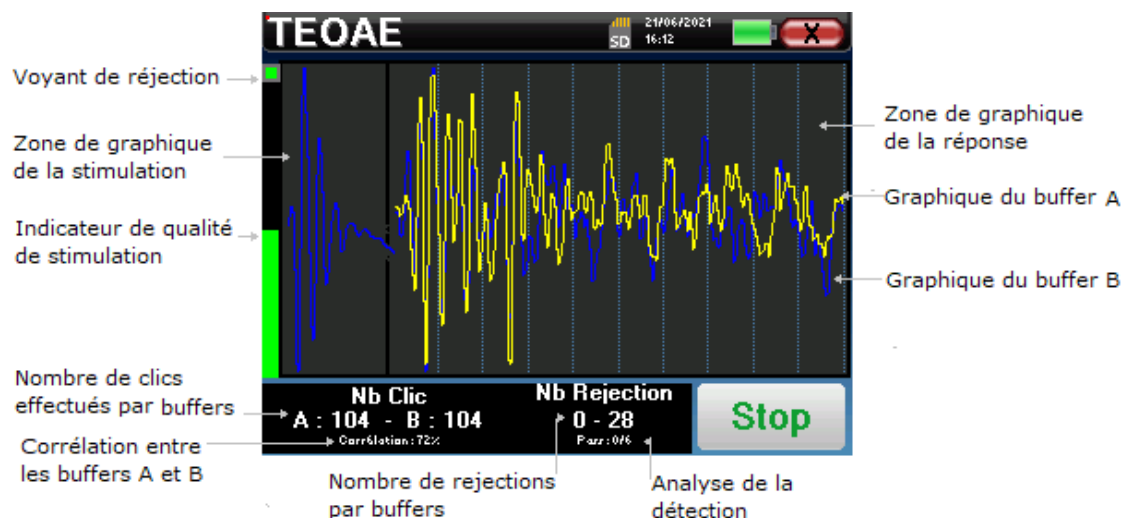 TEOAE
SD
21/06/2021
16:12
X
Voyant de réjection
Zone de graphique
de la stimulation
Indicateur de qualité
de stimulation
Zone de graphique
de la réponse
Graphique du buffer A
Graphique du buffer B
Nombre de clics
effectués par buffers
Corrélation entre
les buffers A et B
Nb Clic
A : 104 - B : 104
Corrélation : 72%
Nb Rejection
0 - 28
Pass : 0/6
Stop
Nombre de rejections
par buffers
Analyse de la
détection